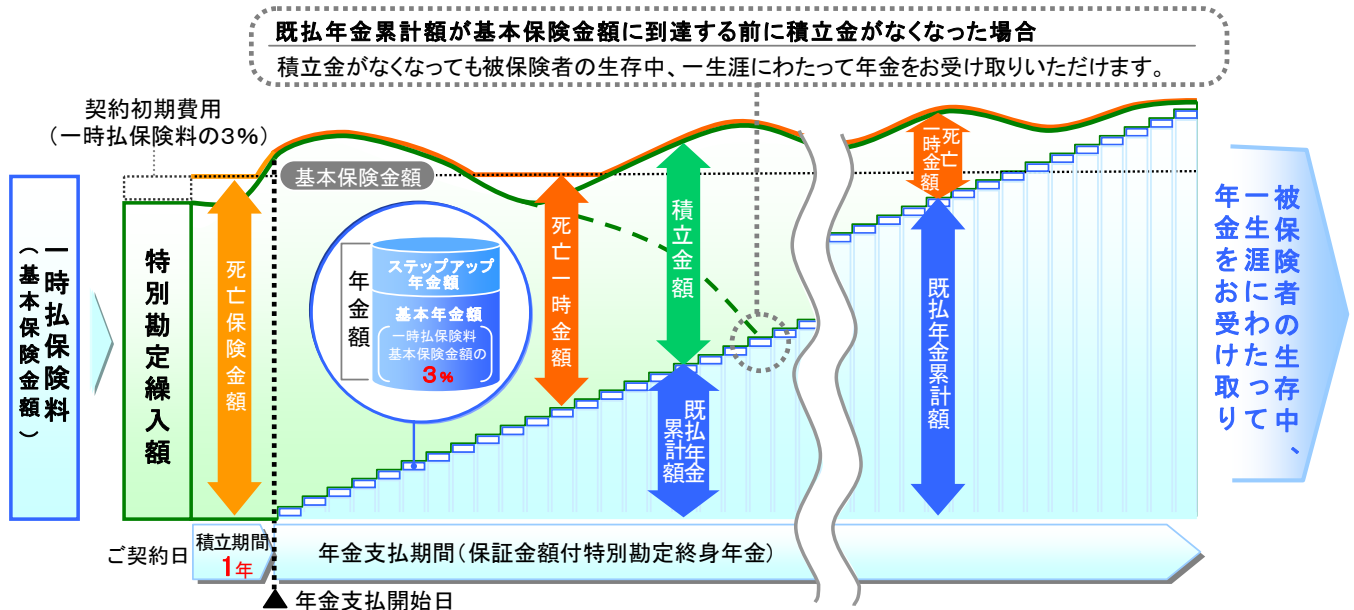 既払年金累計額が基本保険金額に到達する前に積立金がなくなった場合
積立金がなくなっても被保険者の生存中、一生涯にわたって年金をお受け取りいただけます。
契約初期費用
（一時払保険料の3％）
一時払保険料
（基本保険金額）
特別勘定繰入額
死亡保険金額
基本保険金額
年金額
ステップアップ
年金額
基本年金額
一時払保険料
基本保険金額の
3％
死亡一時金額
積立金額
既払年金
累計額
死亡
一時金額
既払年金累計額
被保険者の生存中、
一生涯にわたって
年金をお受け取り
ご契約日
積立期間
1年
年金支払期間（保証金額付特別勘定終身年金）
▲ 年金支払開始日